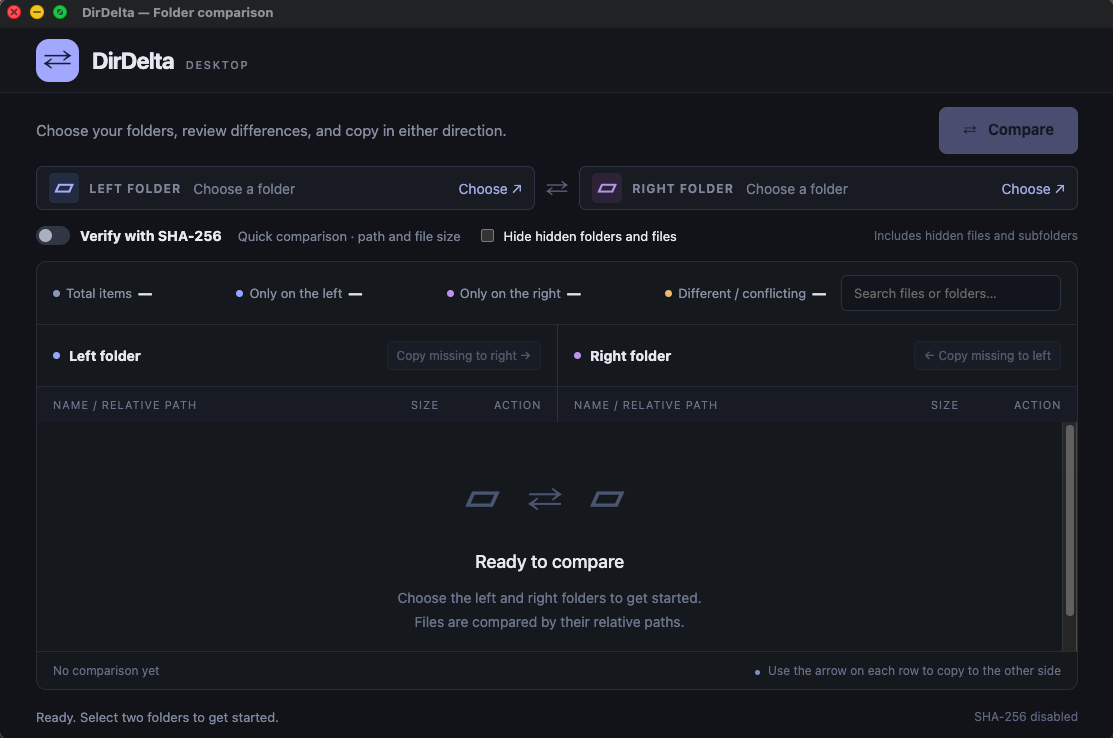 DirDelta — Folder comparison
DirDelta DESKTOP
Choose your folders, review differences, and copy in either direction.
⇄ Compare
LEFT FOLDER Choose a folder Choose ↗ ⇄ RIGHT FOLDER Choose a folder Choose ↗
Verify with SHA-256 Quick comparison · path and file size Hide hidden folders and files Includes hidden files and subfolders
Total items — Only on the left — Only on the right — Different / conflicting — Search files or folders...
Left folder Copy missing to right → Right folder ← Copy missing to left
NAME / RELATIVE PATH SIZE ACTION NAME / RELATIVE PATH SIZE ACTION
Ready to compare
Choose the left and right folders to get started.
Files are compared by their relative paths.
No comparison yet Use the arrow on each row to copy to the other side
Ready. Select two folders to get started. SHA-256 disabled